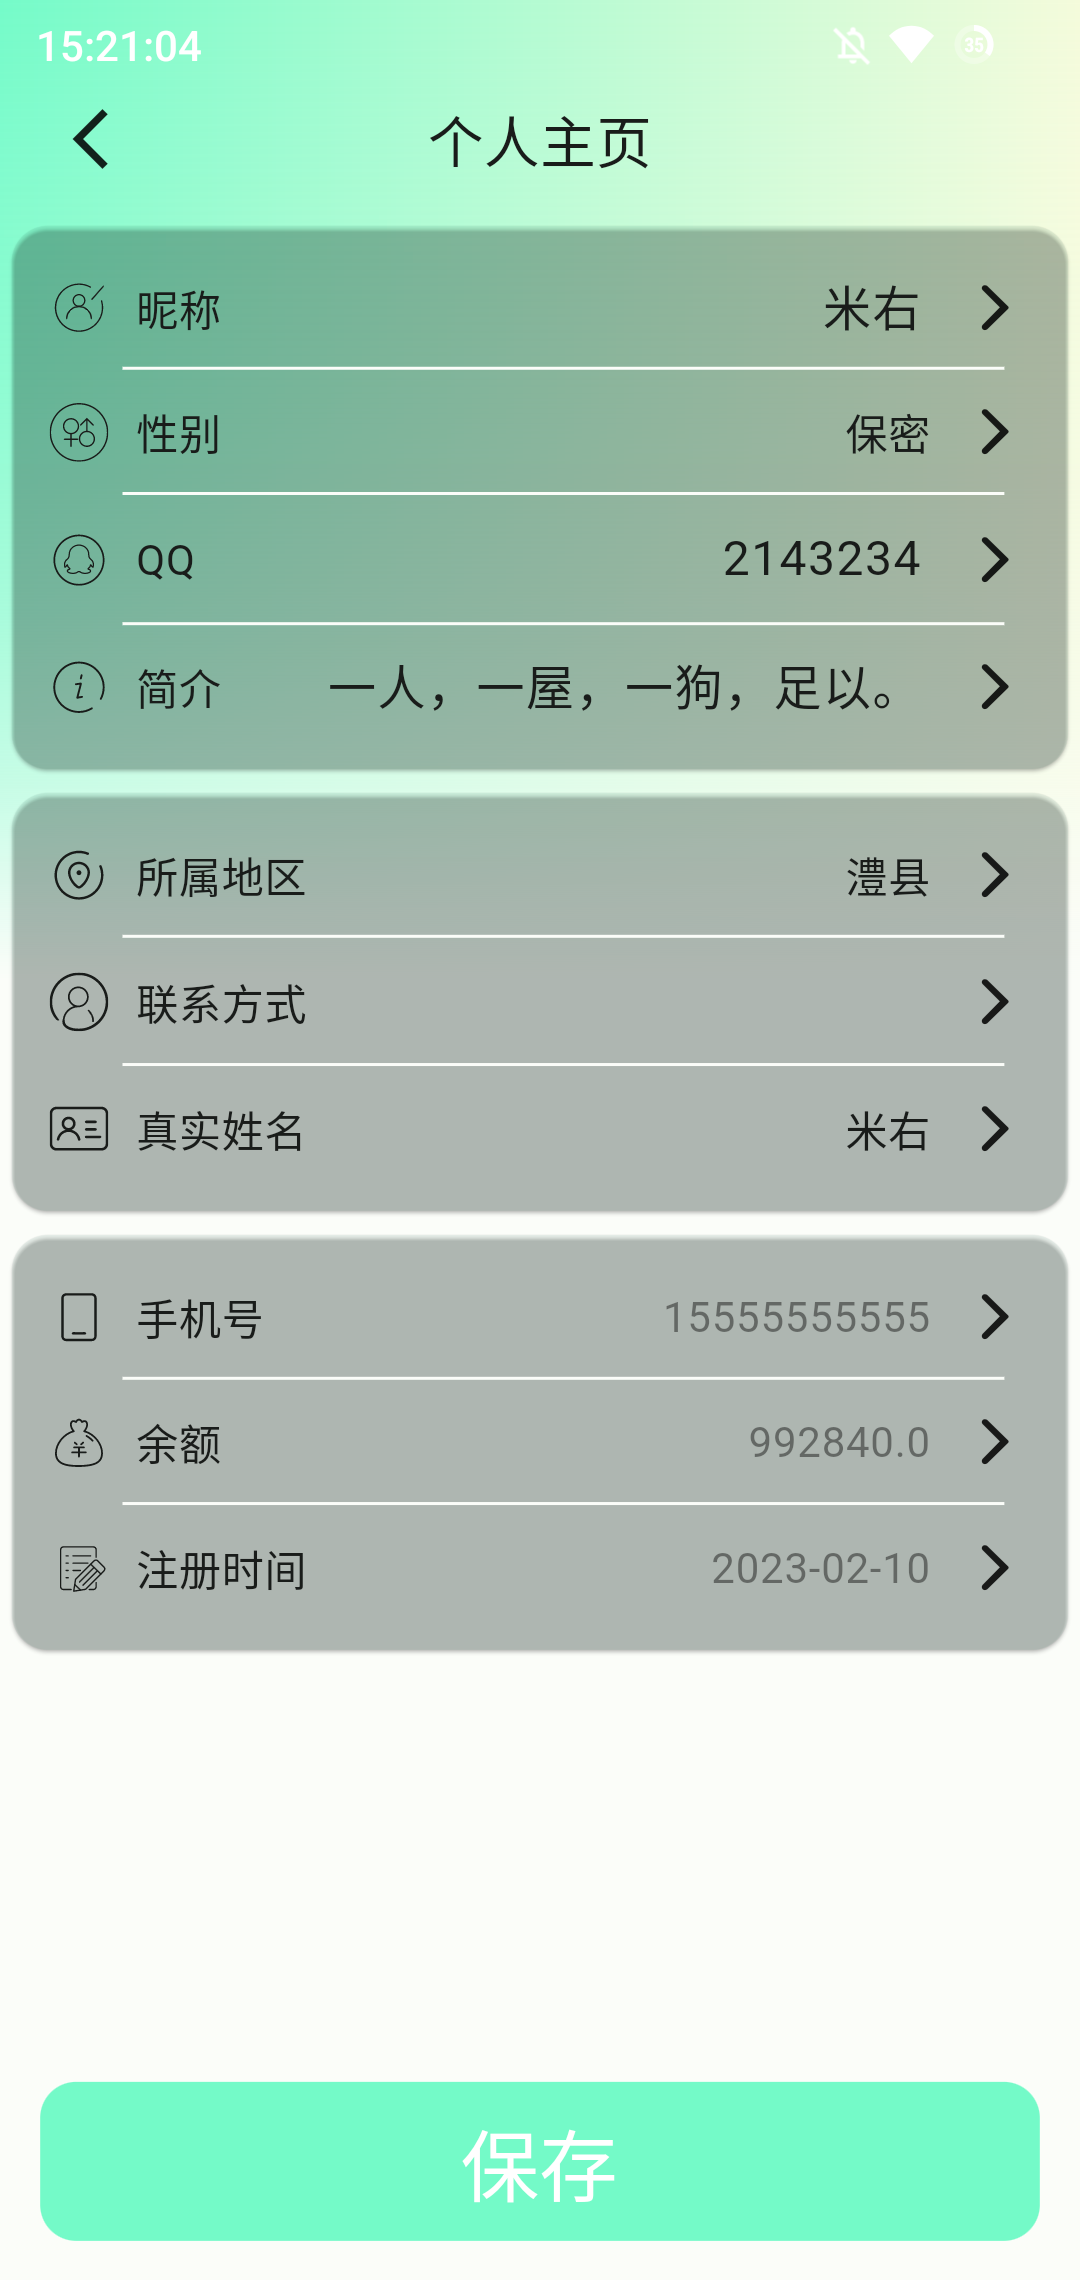 15:21:04
35
个人主页
昵称 米右
性别 保密
QQ 2143234
简介 一人，一屋，一狗，足以。
所属地区 澧县
联系方式
真实姓名 米右
手机号 15555555555
余额 992840.0
注册时间 2023-02-10
保存